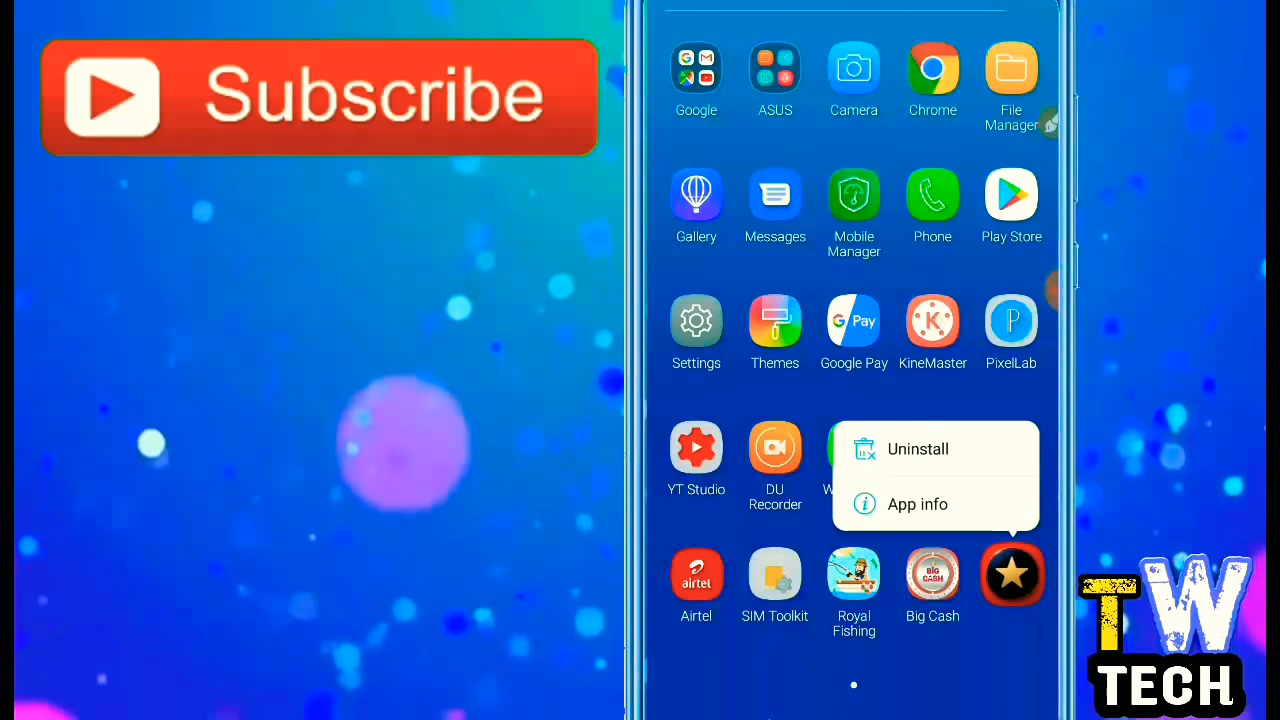 Subscribe
Google
ASUS
Camera
Chrome
File
Manager
Gallery
Messages
Mobile
Manager
Phone
Play Store
Settings
Themes
G Pay
Google Pay
K
KineMaster
P
PixelLab
YT Studio
DU
Recorder
W
Uninstall
App info
airtel
Airtel
SIM Toolkit
Royal
Fishing
BIG
CASH
Big Cash
TW
TECH